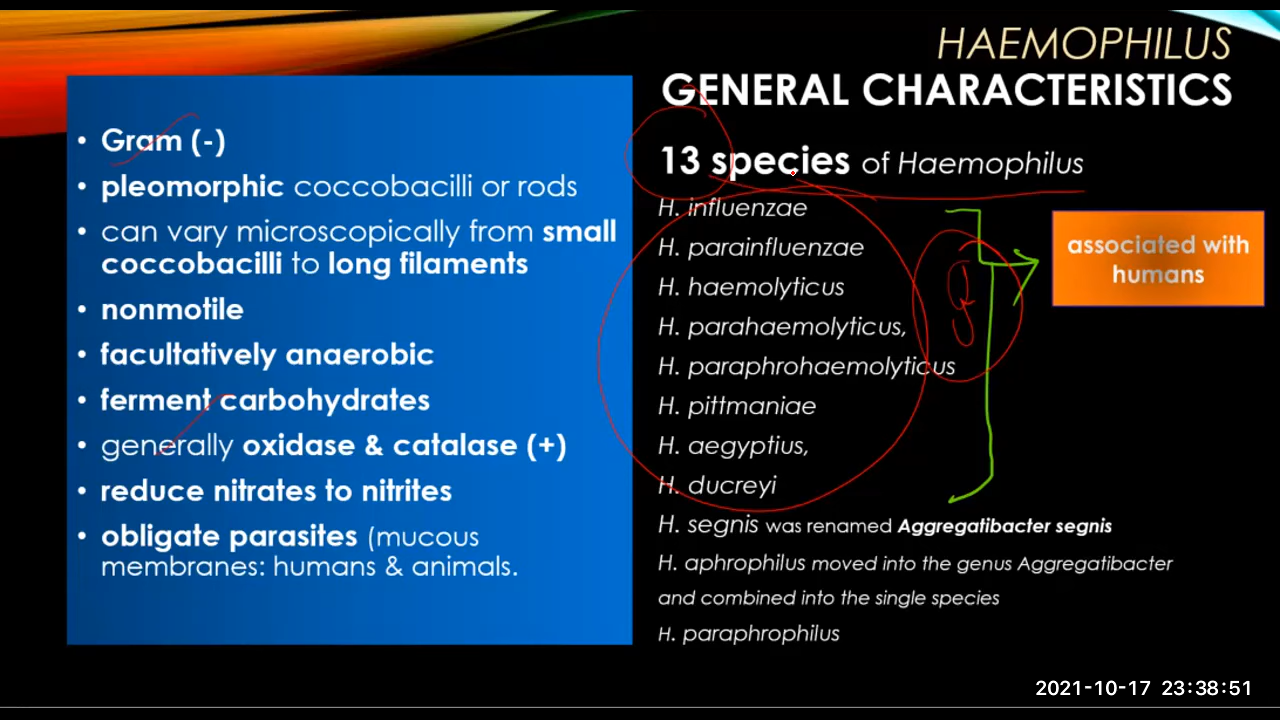 HAEMOPHILUS
GENERAL CHARACTERISTICS
• Gram (-)
• pleomorphic coccobacilli or rods
• can vary microscopically from small
coccobacilli to long filaments
• nonmotile
• facultatively anaerobic
• ferment carbohydrates
• generally oxidase & catalase (+)
• reduce nitrates to nitrites
• obligate parasites (mucous
membranes: humans & animals.
13 species of Haemophilus
H. influenzae
H. parainfluenzae
H. haemolyticus
H. parahaemolyticus,
H. paraphrohaemolyticus
H. pittmaniae
H. aegyptius,
H. ducreyi
associated with
humans
H. segnis was renamed Aggregatibacter segnis
H. aphrophilus moved into the genus Aggregatibacter
and combined into the single species
H. paraphrophilus
2021-10-17 23:38:51